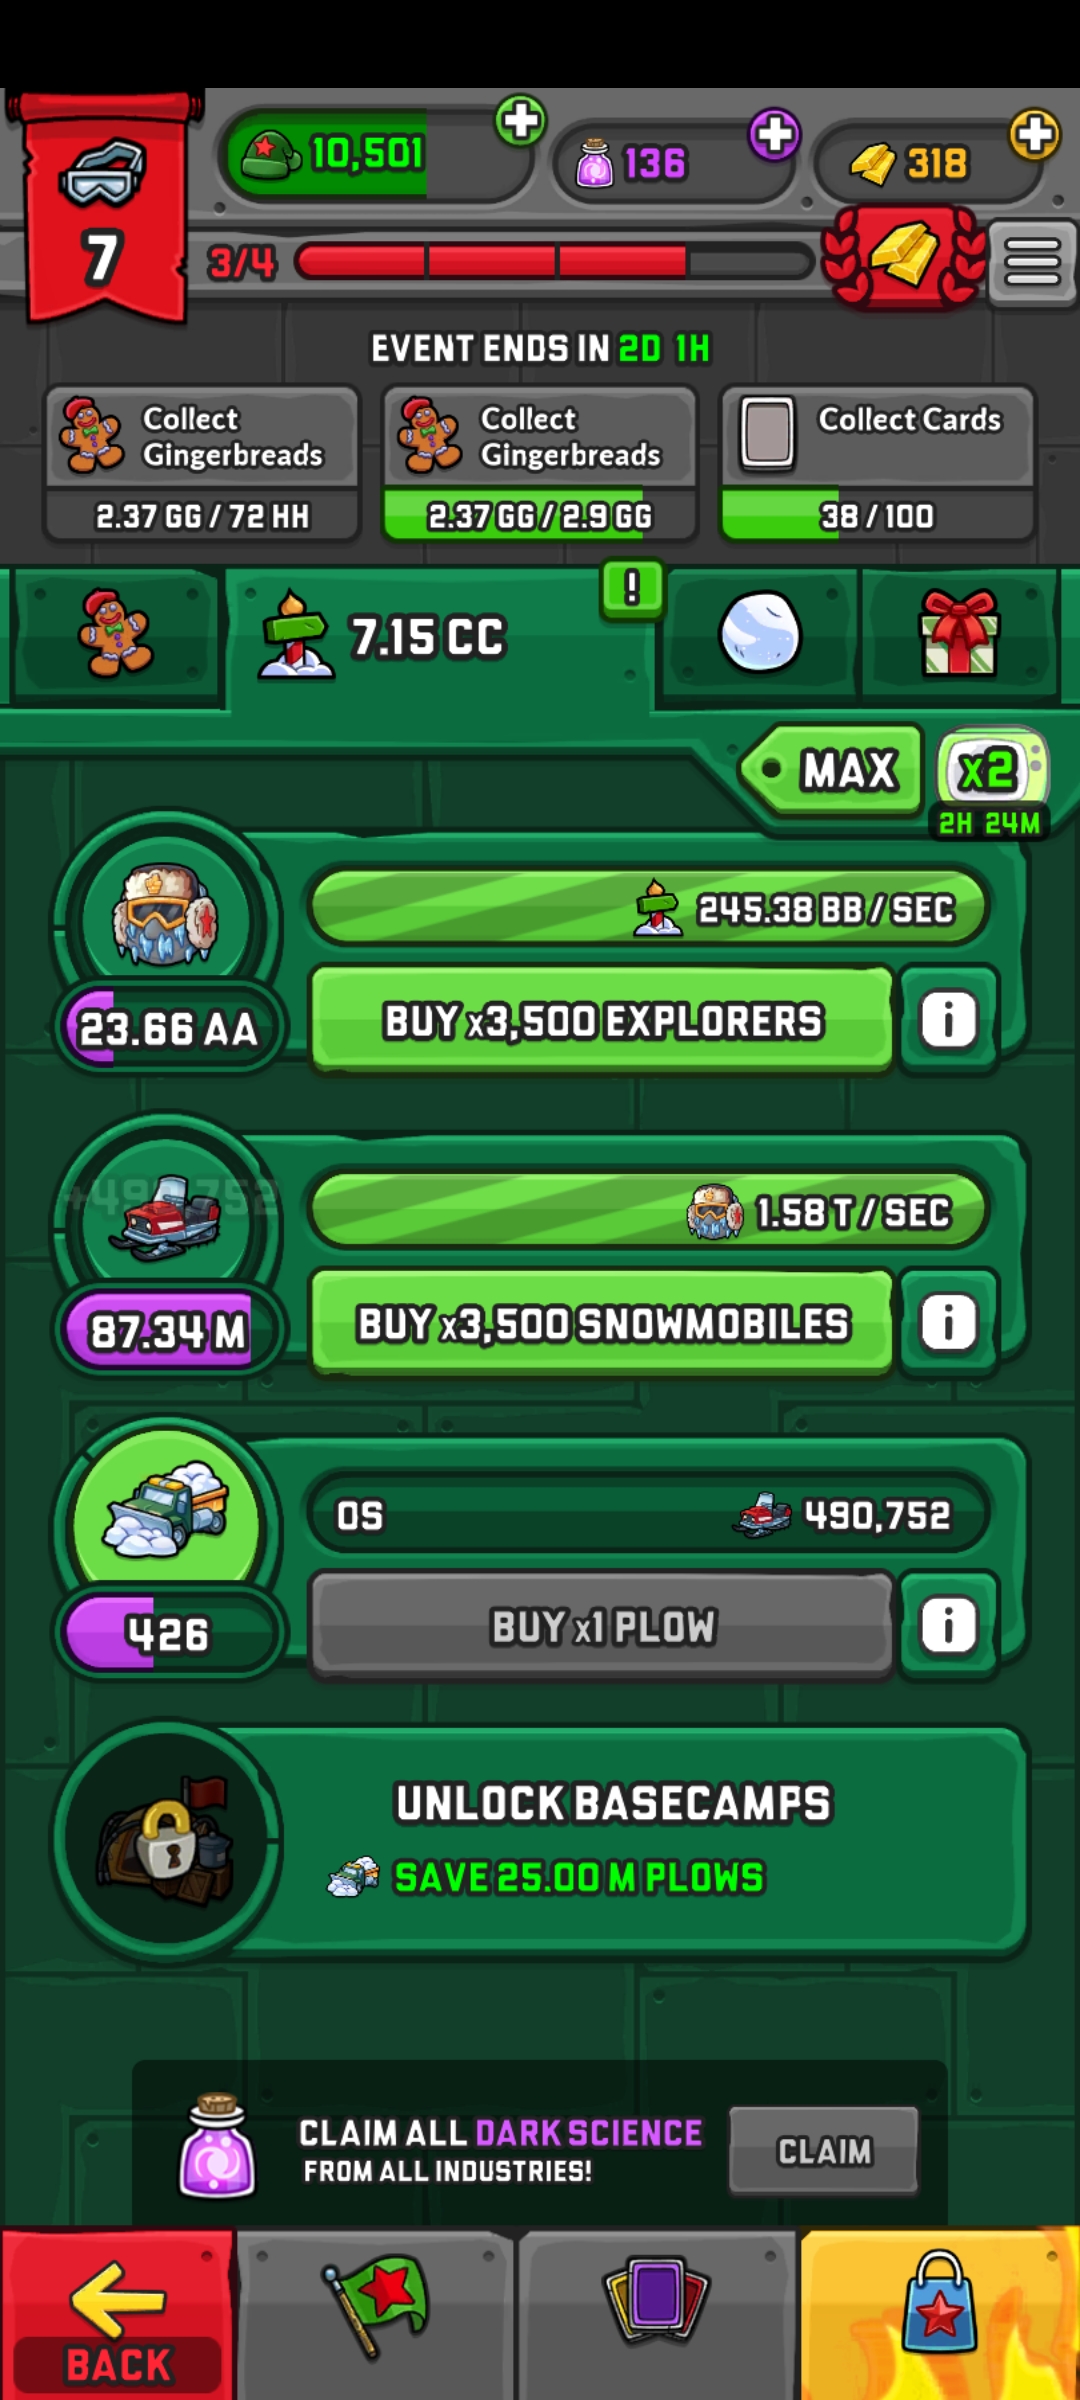 10,501
136
318
7
3/4
EVENT ENDS IN 2D 1H
Collect
Gingerbreads
2.37 GG / 72 HH
Collect
Gingerbreads
2.37 GG / 2.9 GG
Collect Cards
38 / 100
7.15 CC
!
MAX
x2
2H 24M
245.38 BB / SEC
23.66 AA
BUY x3,500 EXPLORERS
i
+490,752
1.58 T / SEC
87.34 M
BUY x3,500 SNOWMOBILES
i
0S
490,752
426
BUY x1 PLOW
i
UNLOCK BASECAMPS
SAVE 25.00 M PLOWS
CLAIM ALL DARK SCIENCE
FROM ALL INDUSTRIES!
CLAIM
BACK